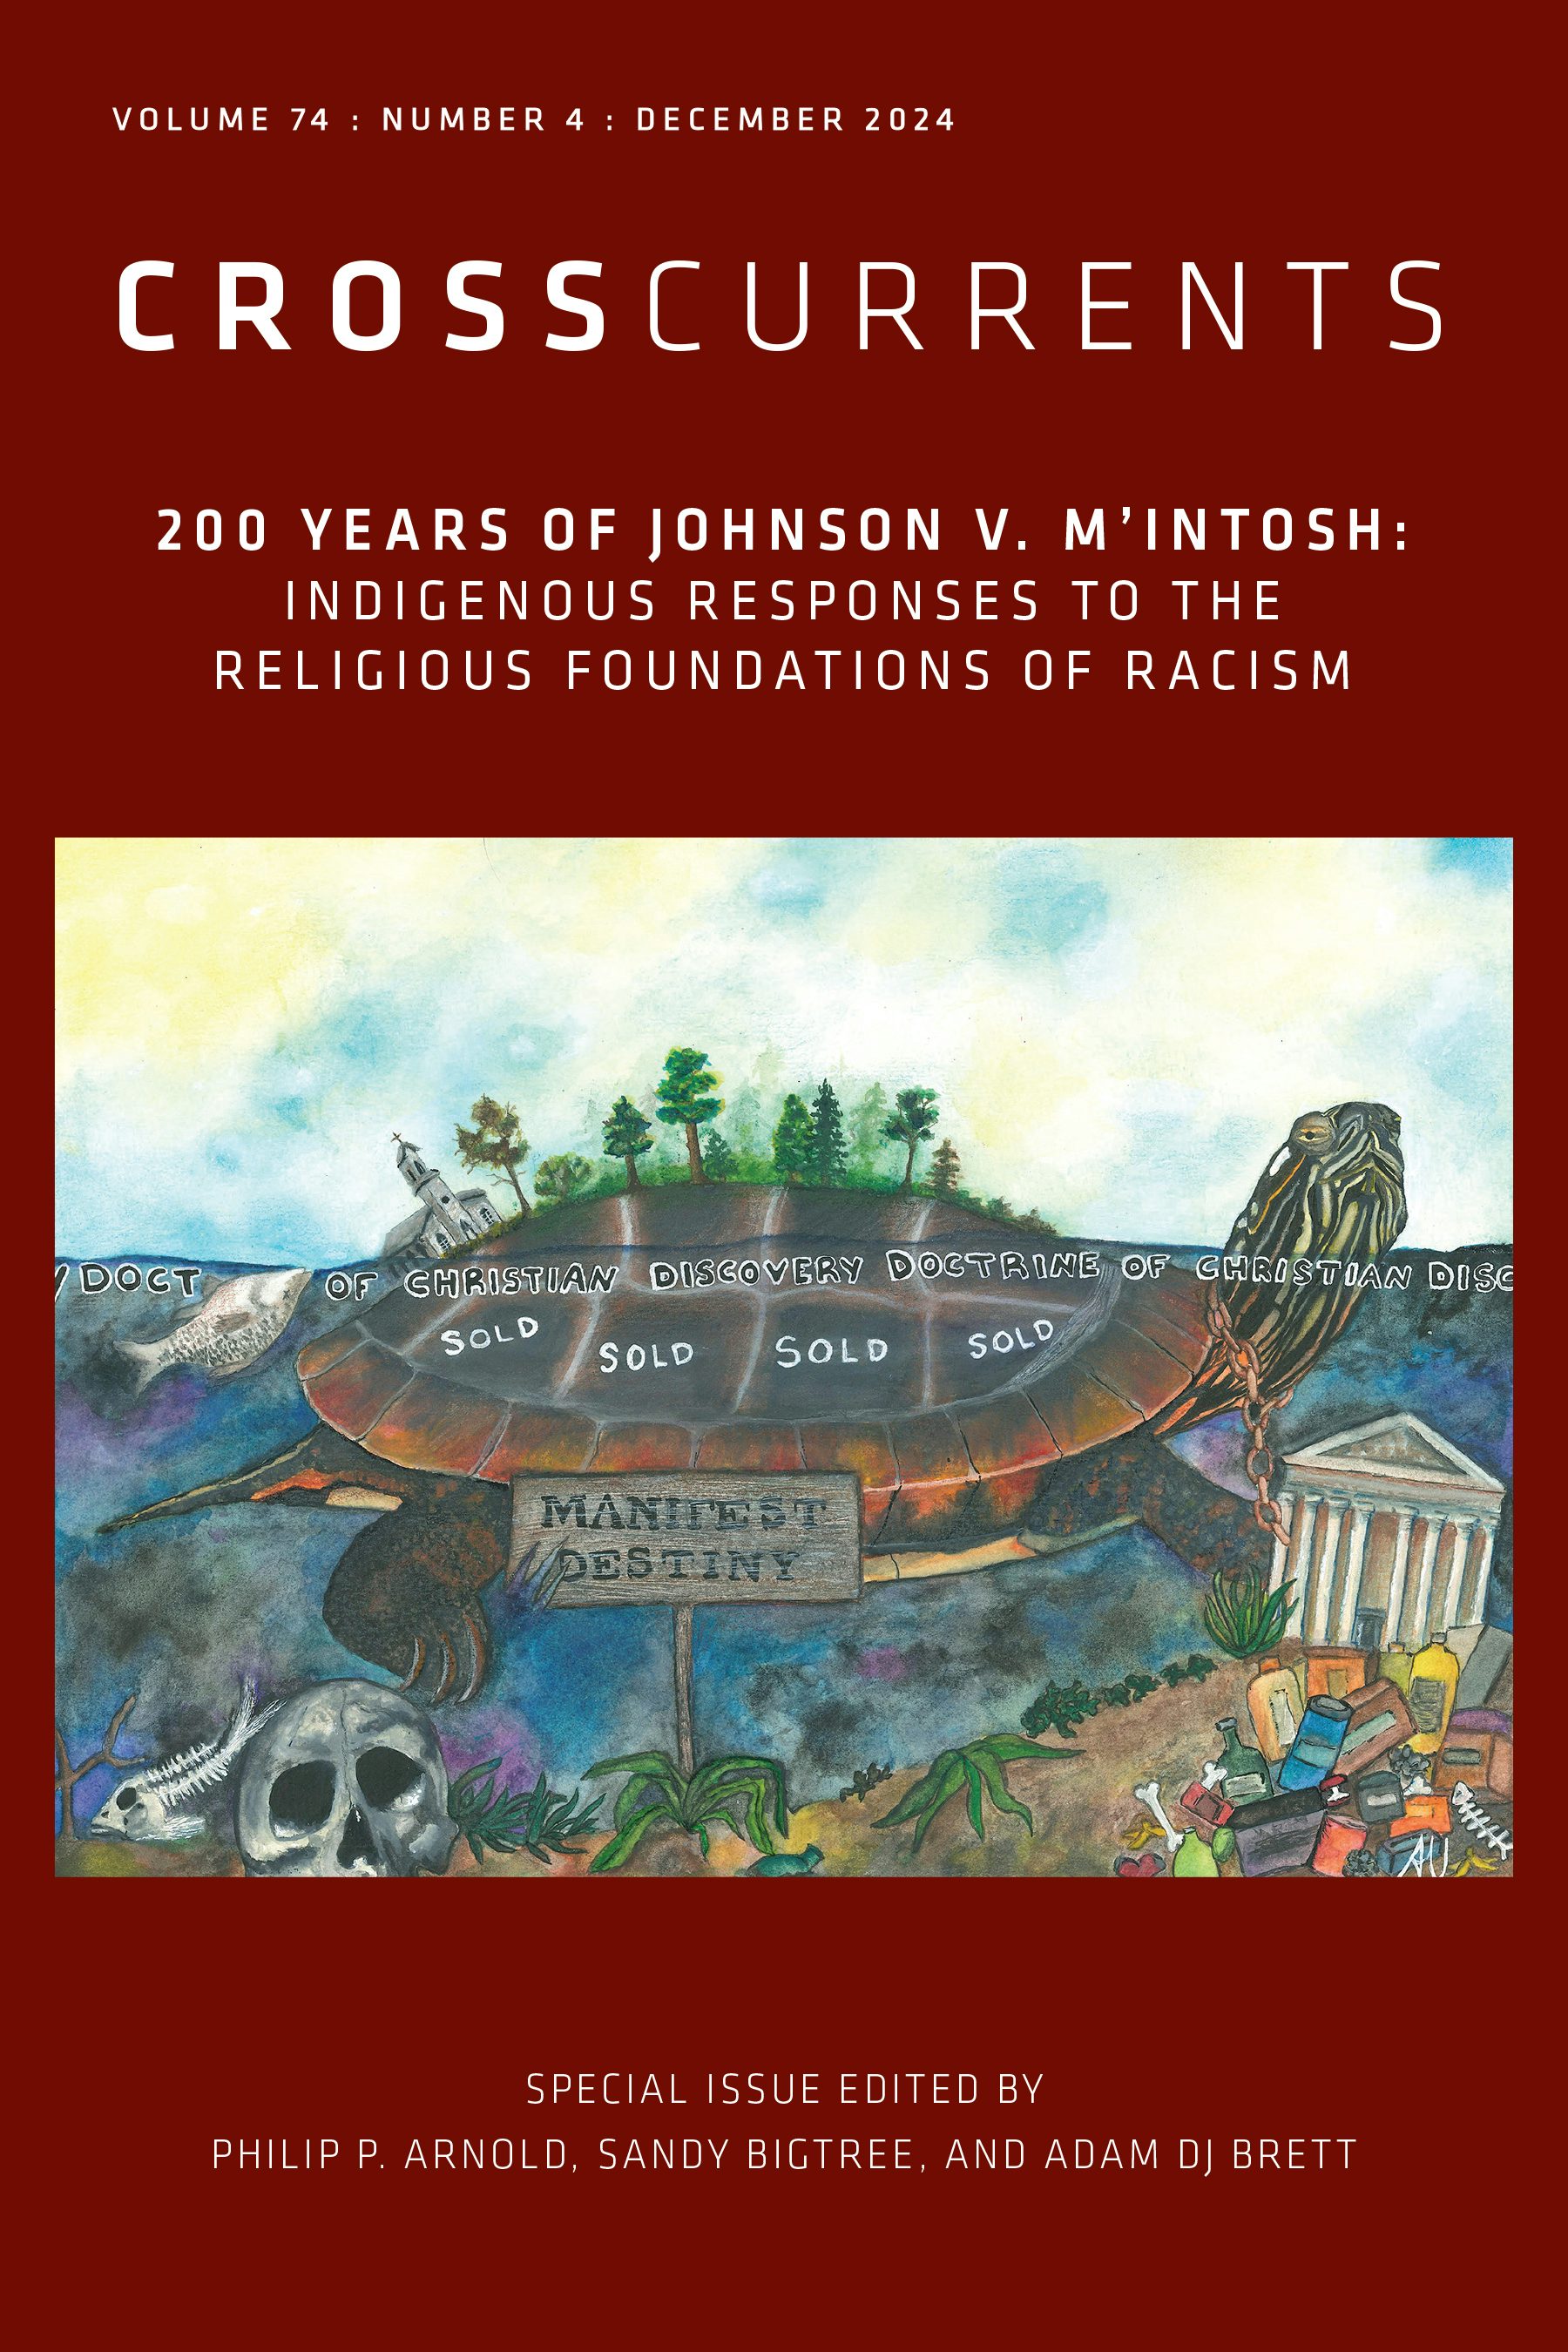 VOLUME 74 : NUMBER 4 : DECEMBER 2024
CROSSCURRENTS
200 YEARS OF JOHNSON V. M’INTOSH:
INDIGENOUS RESPONSES TO THE
RELIGIOUS FOUNDATIONS OF RACISM
Y DOCT OF CHRISTIAN DISCOVERY DOCTRINE OF CHRISTIAN DISC
SOLD SOLD SOLD SOLD
MANIFEST
DESTINY
AU
SPECIAL ISSUE EDITED BY
PHILIP P. ARNOLD, SANDY BIGTREE, AND ADAM DJ BRETT